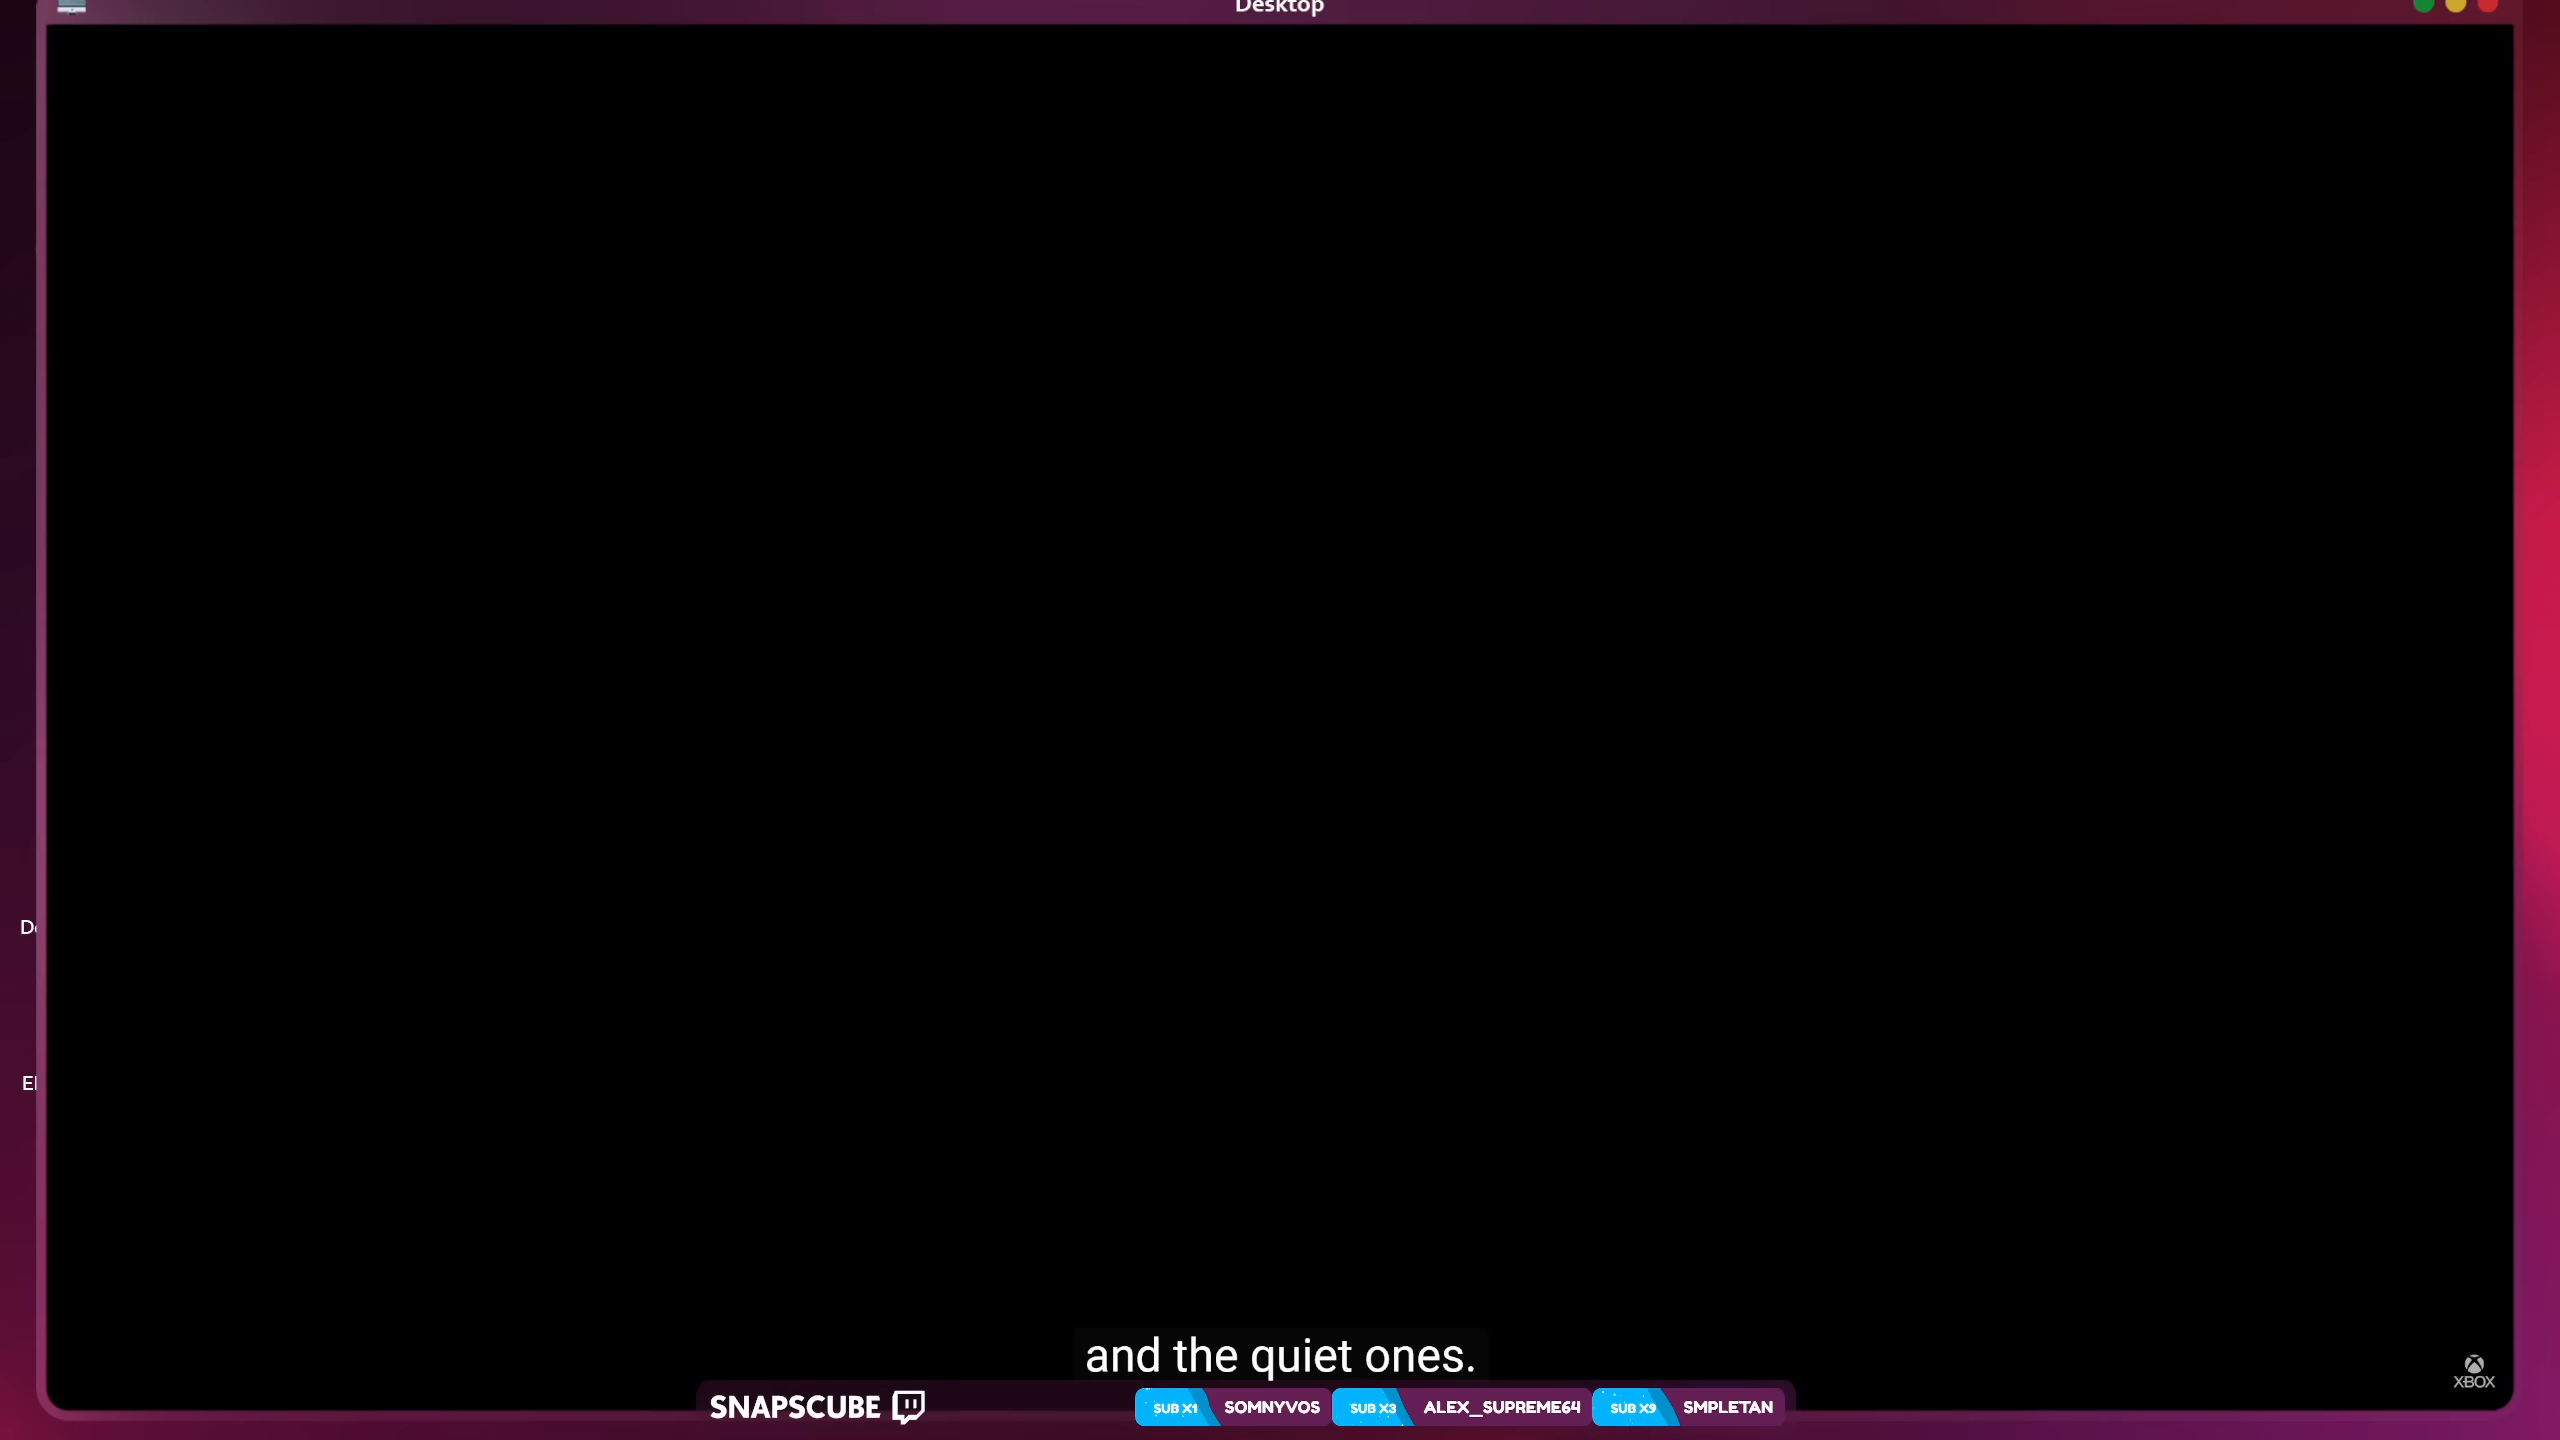 Desktop
and the quiet ones.
XBOX
SNAPSCUBE
SUB X1 SOMNYVOS SUB X3 ALEX_SUPREME64 SUB X9 SMPLETAN